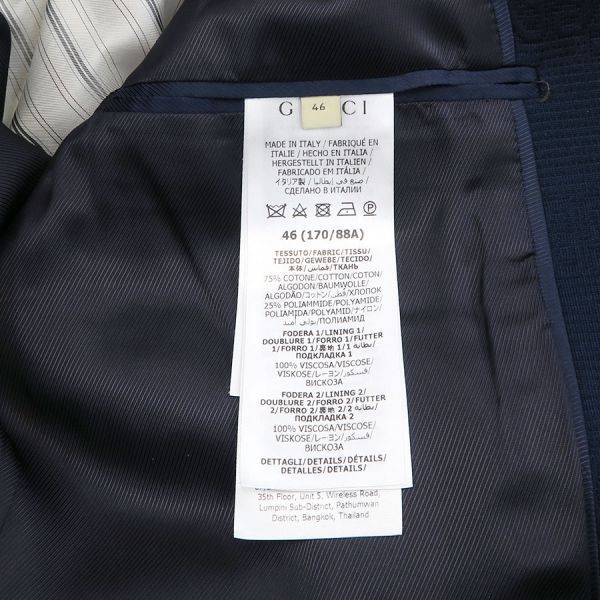 GUCCI
46
MADE IN ITALY / FABRIQUÉ EN
ITALIE / HECHO EN ITALIA /
HERGESTELLT IN ITALIEN /
FABRICADO EM ITÁLIA /
イタリア製 / صنع في إيطاليا /
СДЕЛАНО В ИТАЛИИ
46 (170/88A)
TESSUTO/FABRIC/TISSU/
TEJIDO/GEWEBE/TECIDO/
本体/قماش/ТКАНЬ
75% COTONE/COTTON/COTON/
ALGODON/BAUMWOLLE/
ALGODÃO/コットン/قطن/ХЛОПОК
25% POLIAMMIDE/POLYAMIDE/
POLIAMIDA/POLYAMID/ナイロン/
بولي أميد/ПОЛИАМИД
FODERA 1/LINING 1/
DOUBLURE 1/FORRO 1/FUTTER
1/FORRO 1/裏地 1/بطانة 1/
ПОДКЛАДКА 1
100% VISCOSA/VISCOSE/
VISKOSE/レーヨン/فسكوز/
ВИСКОЗА
FODERA 2/LINING 2/
DOUBLURE 2/FORRO 2/FUTTER
2/FORRO 2/裏地 2/بطانة 2/
ПОДКЛАДКА 2
100% VISCOSA/VISCOSE/
VISKOSE/レーヨン/فسكوز/
ВИСКОЗА
DETTAGLI/DETAILS/DÉTAILS/
DETALLES/DETAILS/
35th Floor, Unit 5, Wireless Road,
Lumpini Sub-District, Pathumwan
District, Bangkok, Thailand